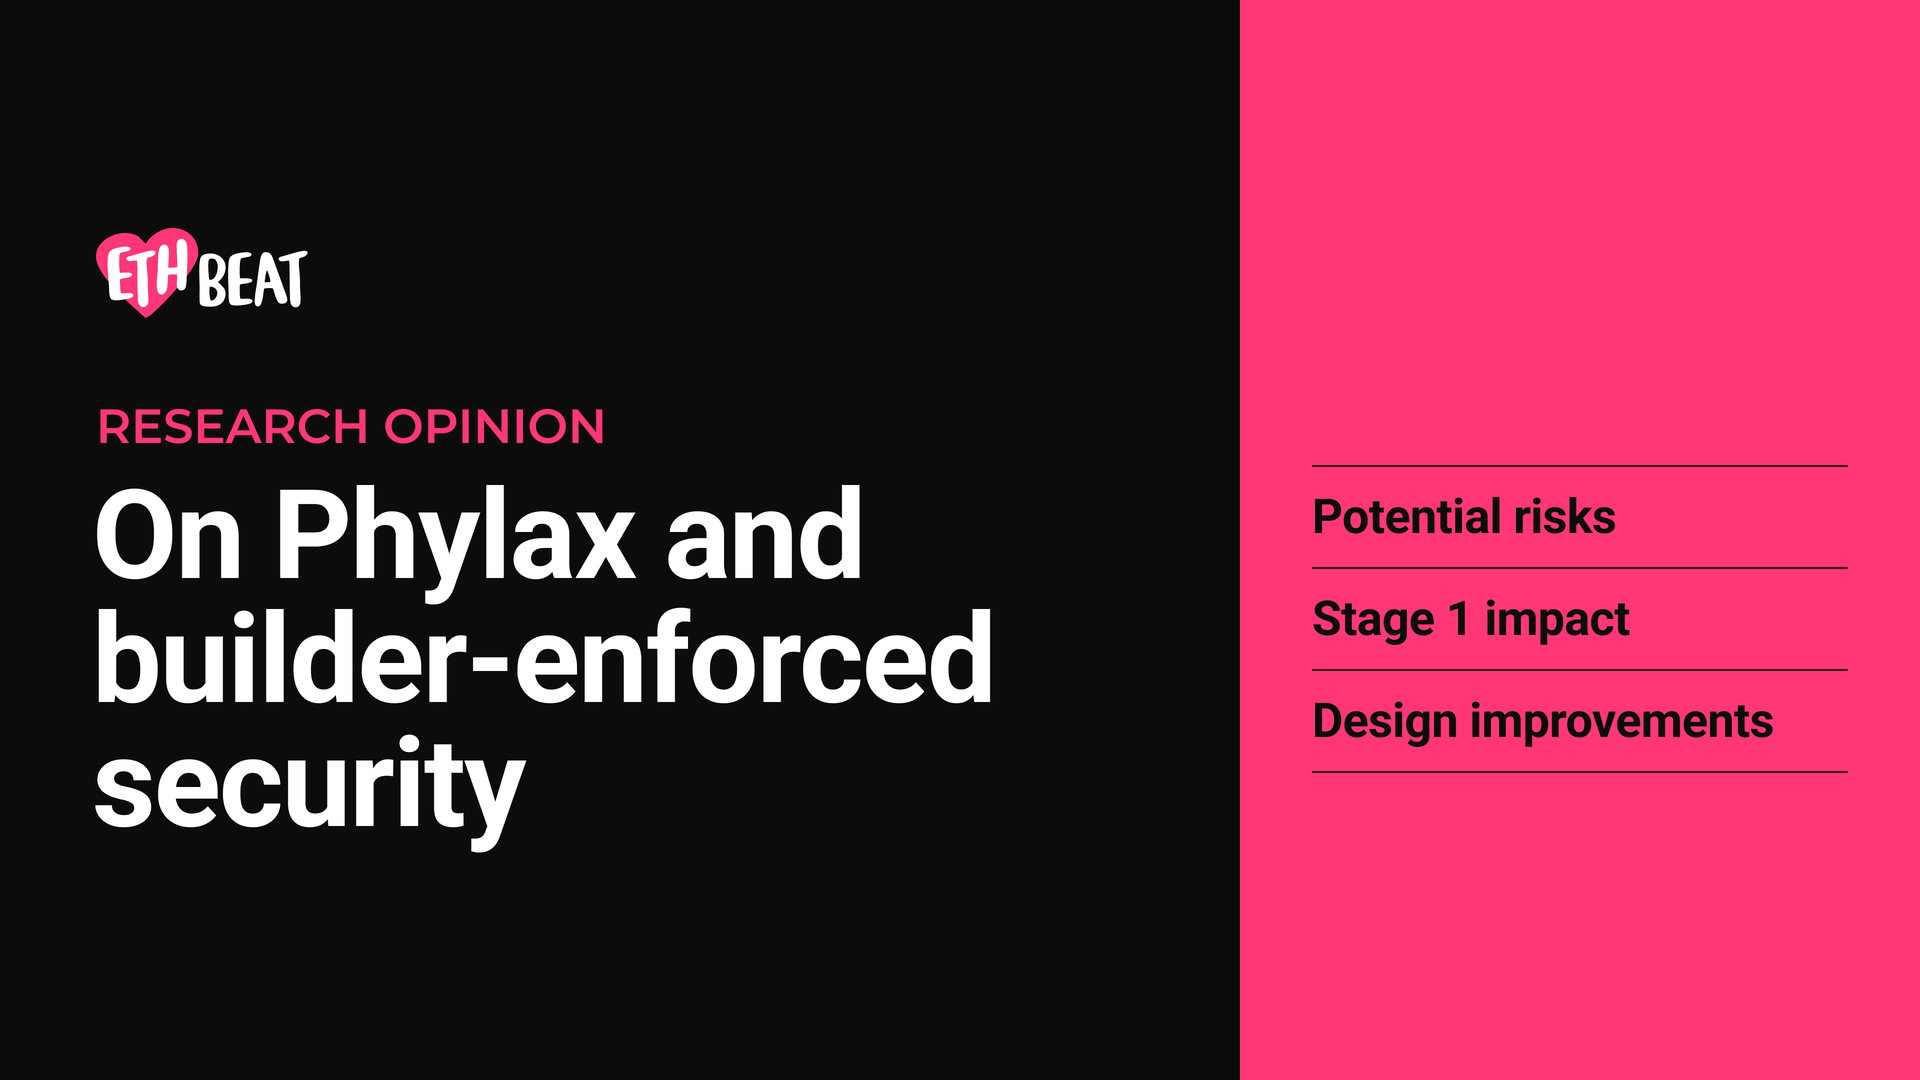 ETH BEAT
RESEARCH OPINION
On Phylax and
builder-enforced
security
Potential risks
Stage 1 impact
Design improvements